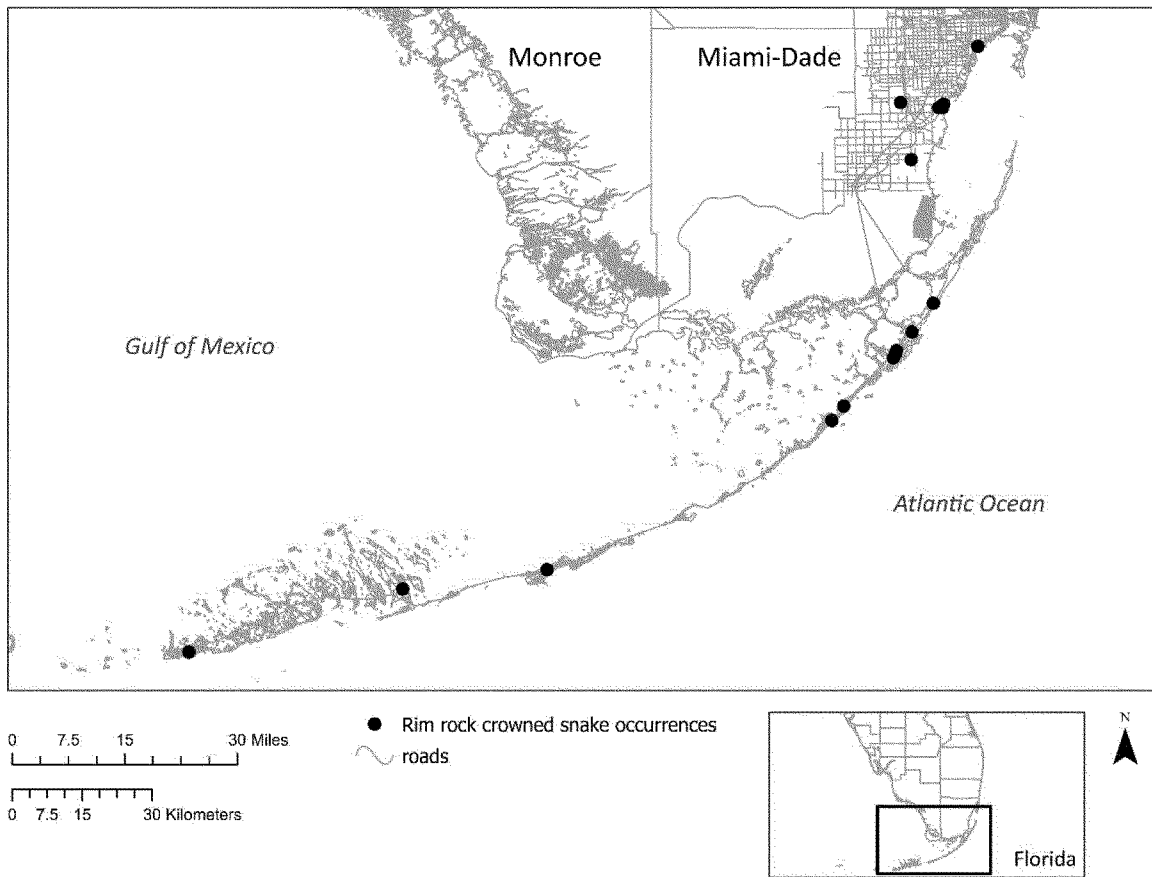 Monroe
Miami-Dade
Gulf of Mexico
Atlantic Ocean
0 7.5 15 30 Miles
0 7.5 15 30 Kilometers
Rim rock crowned snake occurrences
roads
N
Florida